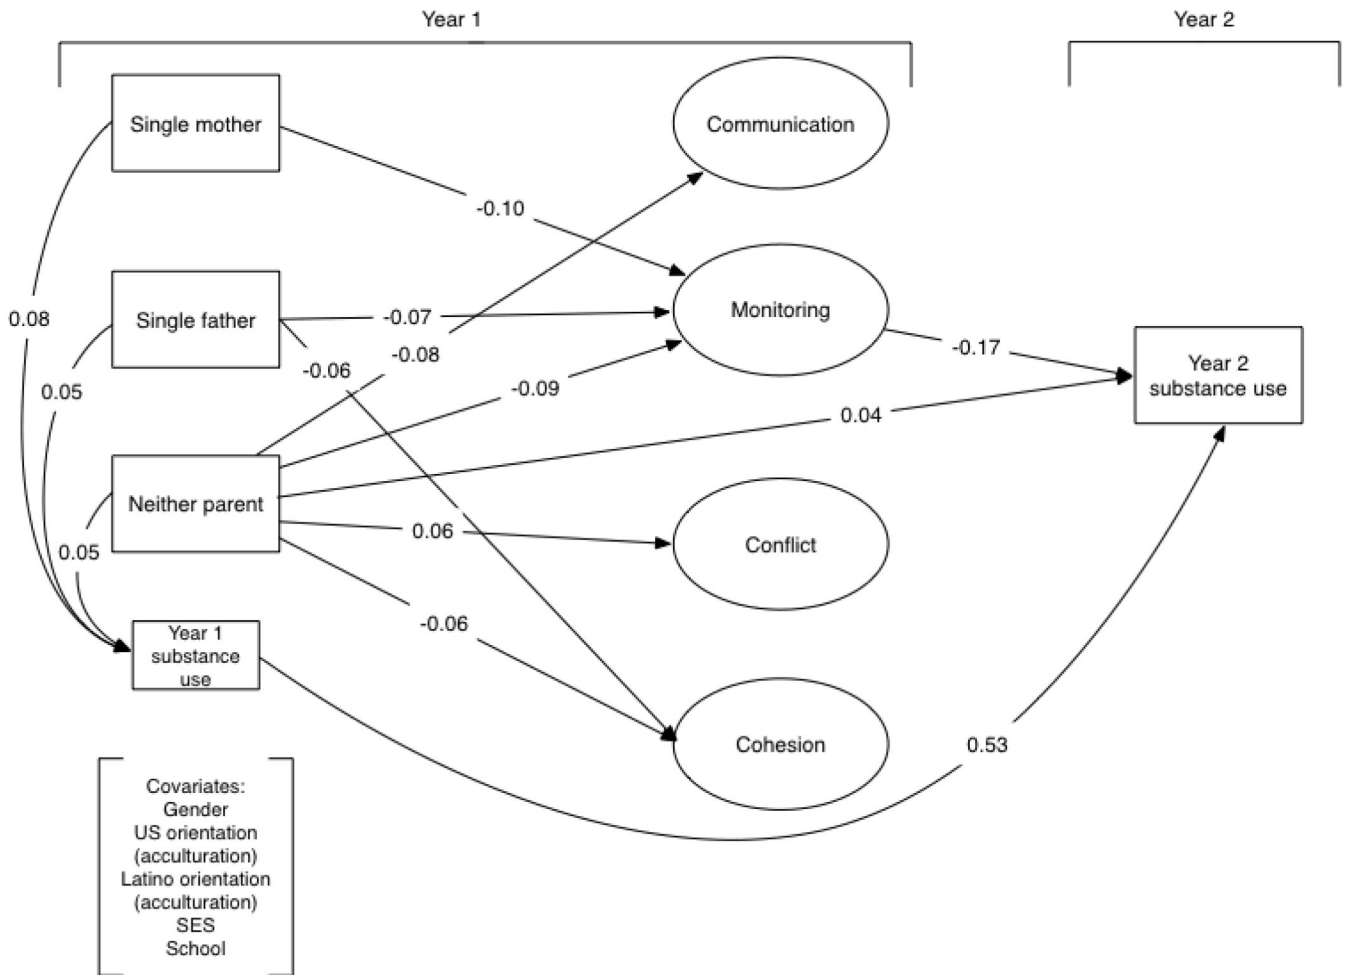 Year 1
Year 2
Single mother
Communication
-0.10
Single father
Monitoring
0.08
-0.07
-0.08
-0.17
-0.06
Year 2
substance use
0.05
-0.09
0.04
Neither parent
0.06
Conflict
0.05
-0.06
Year 1
substance
use
Cohesion
0.53
Covariates:
Gender
US orientation
(acculturation)
Latino orientation
(acculturation)
SES
School